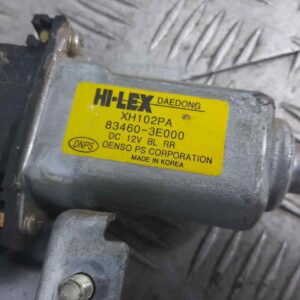 HI-LEX DAEDONG
XH102PA
83460-3E000
DC 12V BL RR
DNPS DENSO PS CORPORATION
MADE IN KOREA